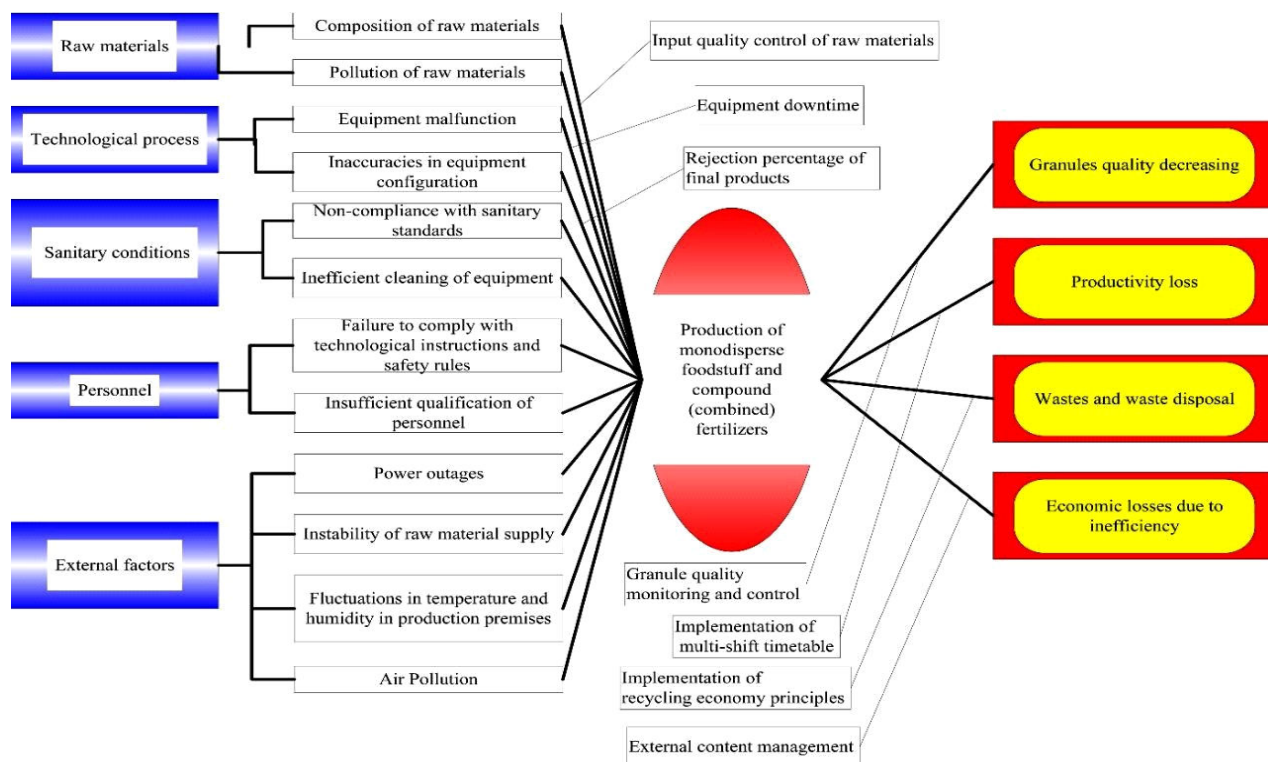 Raw materials
Composition of raw materials
Pollution of raw materials
Technological process
Equipment malfunction
Inaccuracies in equipment
configuration
Sanitary conditions
Non-compliance with sanitary
standards
Inefficient cleaning of equipment
Personnel
Failure to comply with
technological instructions and
safety rules
Insufficient qualification of
personnel
External factors
Power outages
Instability of raw material supply
Fluctuations in temperature and
humidity in production premises
Air Pollution
Input quality control of raw materials
Equipment downtime
Rejection percentage of
final products
Production of
monodisperse
foodstuff and
compound
(combined)
fertilizers
Granule quality
monitoring and control
Implementation of
multi-shift timetable
Implementation of
recycling economy principles
External content management
Granules quality decreasing
Productivity loss
Wastes and waste disposal
Economic losses due to
inefficiency